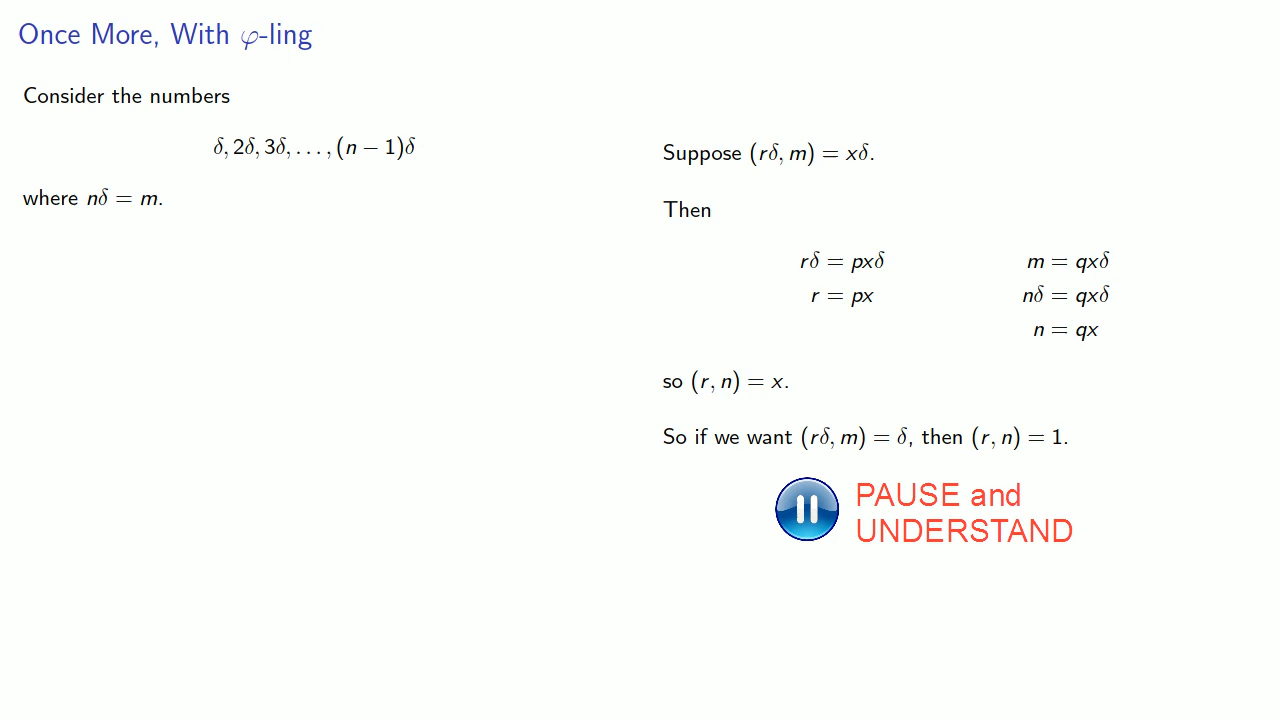 Once More, With φ-ling
Consider the numbers
δ, 2δ, 3δ, . . . , (n − 1)δ
where nδ = m.
Suppose (rδ, m) = xδ.
Then
rδ = pxδ
r = px
m = qxδ
nδ = qxδ
n = qx
so (r, n) = x.
So if we want (rδ, m) = δ, then (r, n) = 1.
PAUSE and
UNDERSTAND